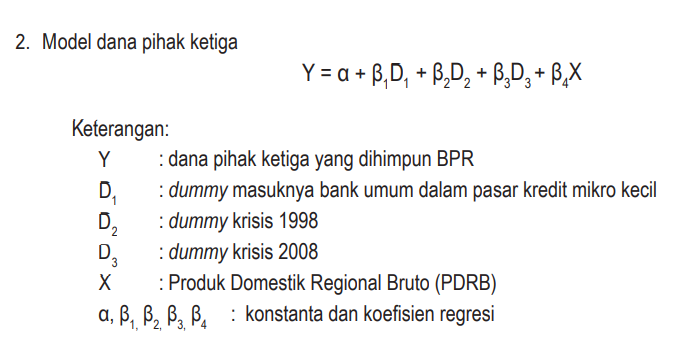 2. Model dana pihak ketiga
Y = α + β₁D₁ + β₂D₂ + β₃D₃ + β₄X
Keterangan:
Y : dana pihak ketiga yang dihimpun BPR
D₁ : dummy masuknya bank umum dalam pasar kredit mikro kecil
D₂ : dummy krisis 1998
D₃ : dummy krisis 2008
X : Produk Domestik Regional Bruto (PDRB)
α, β₁, β₂, β₃, β₄ : konstanta dan koefisien regresi